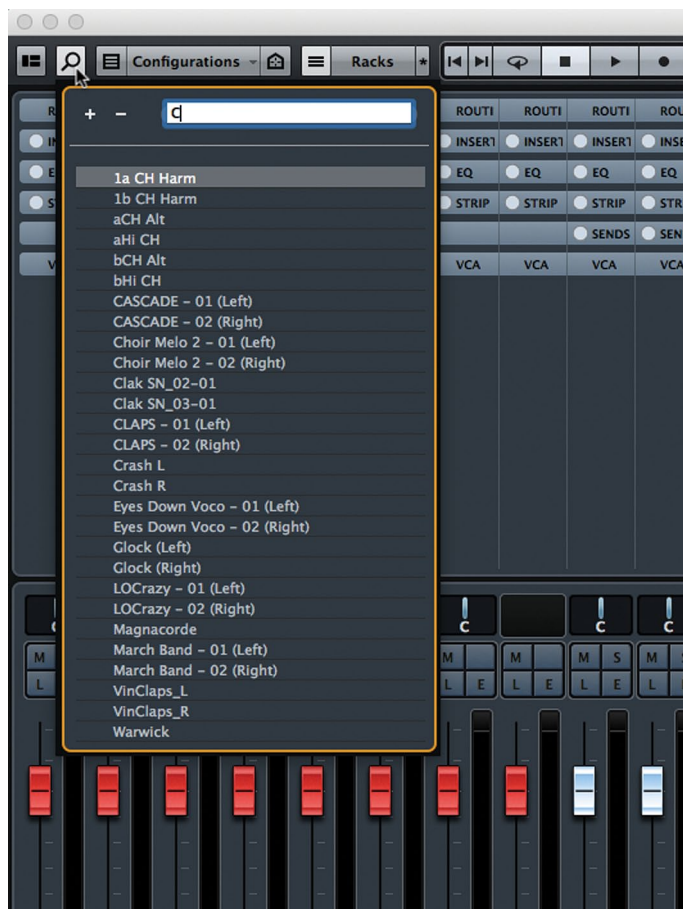 Configurations Racks *
+ − C
1a CH Harm
1b CH Harm
aCH Alt
aHi CH
bCH Alt
bHi CH
CASCADE – 01 (Left)
CASCADE – 02 (Right)
Choir Melo 2 – 01 (Left)
Choir Melo 2 – 02 (Right)
Clak SN_02-01
Clak SN_03-01
CLAPS – 01 (Left)
CLAPS – 02 (Right)
Crash L
Crash R
Eyes Down Voco – 01 (Left)
Eyes Down Voco – 02 (Right)
Glock (Left)
Glock (Right)
LOCrazy – 01 (Left)
LOCrazy – 02 (Right)
Magnacorde
March Band – 01 (Left)
March Band – 02 (Right)
VinClaps_L
VinClaps_R
Warwick
R ROUTI ROUTI ROUTI ROU
IN INSERT INSERT INSERT INSE
E EQ EQ EQ EQ
S STRIP STRIP STRIP STR
SENDS SEN
V VCA VCA VCA VCA
C C C
M M M M S M
L L E L E L E L